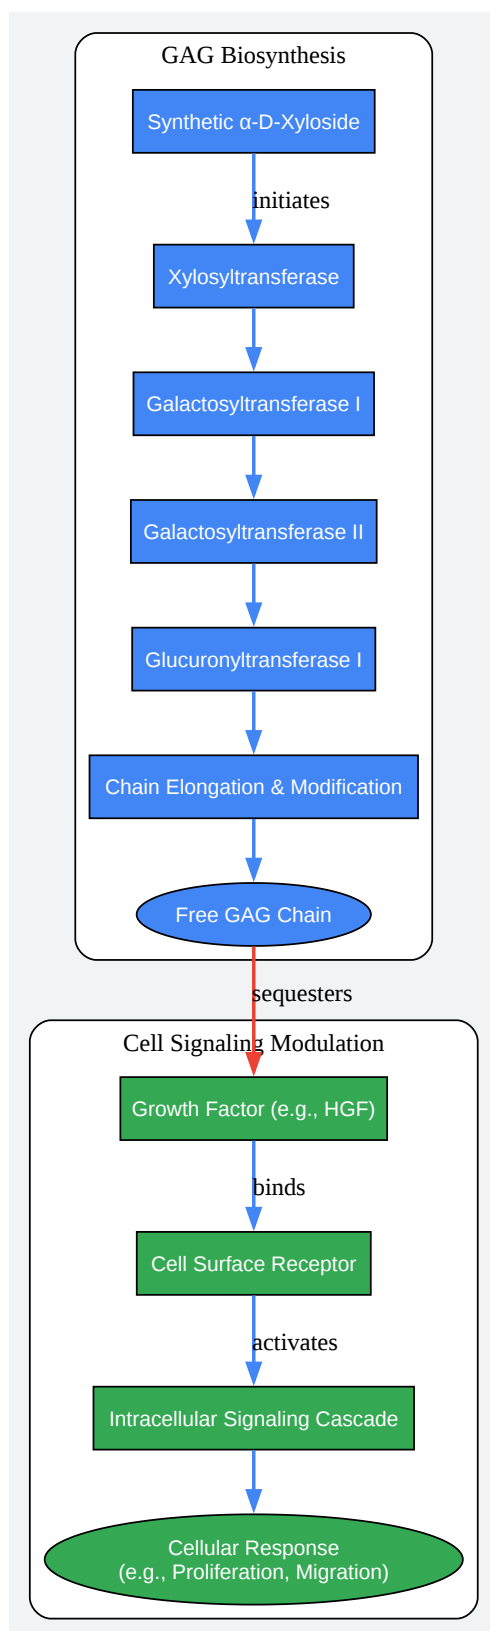 GAG Biosynthesis
Synthetic α-D-Xyloside
initiates
Xylosyltransferase
Galactosyltransferase I
Galactosyltransferase II
Glucuronyltransferase I
Chain Elongation & Modification
Free GAG Chain
sequesters
Cell Signaling Modulation
Growth Factor (e.g., HGF)
binds
Cell Surface Receptor
activates
Intracellular Signaling Cascade
Cellular Response
(e.g., Proliferation, Migration)